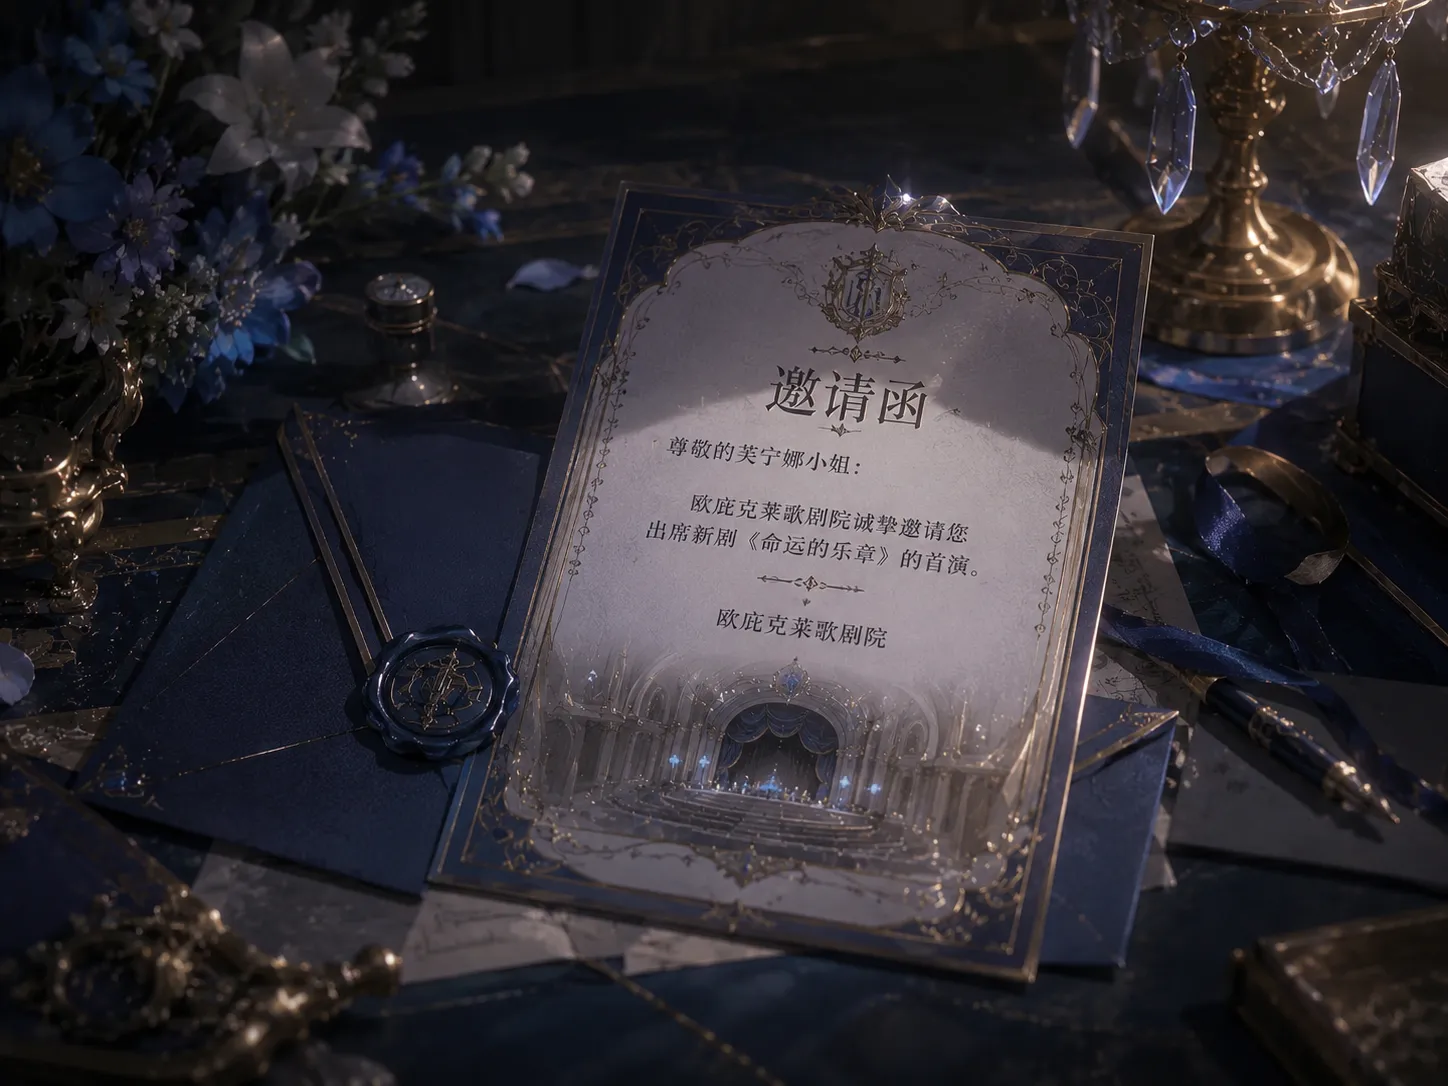 邀请函
尊敬的芙宁娜小姐：
欧庇克莱歌剧院诚挚邀请您
出席新剧《命运的乐章》的首演。
欧庇克莱歌剧院